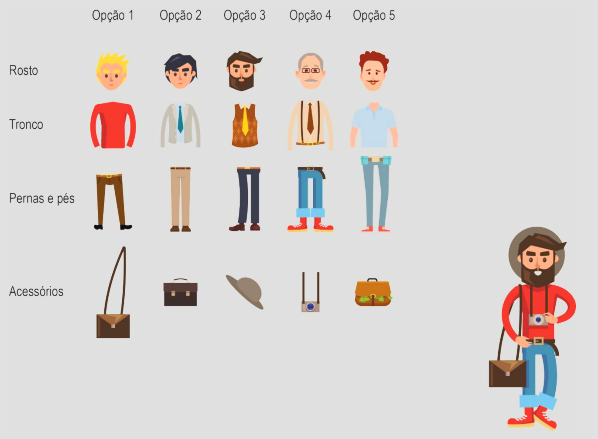 Opção 1 Opção 2 Opção 3 Opção 4 Opção 5
Rosto
Tronco
Pernas e pés
Acessórios